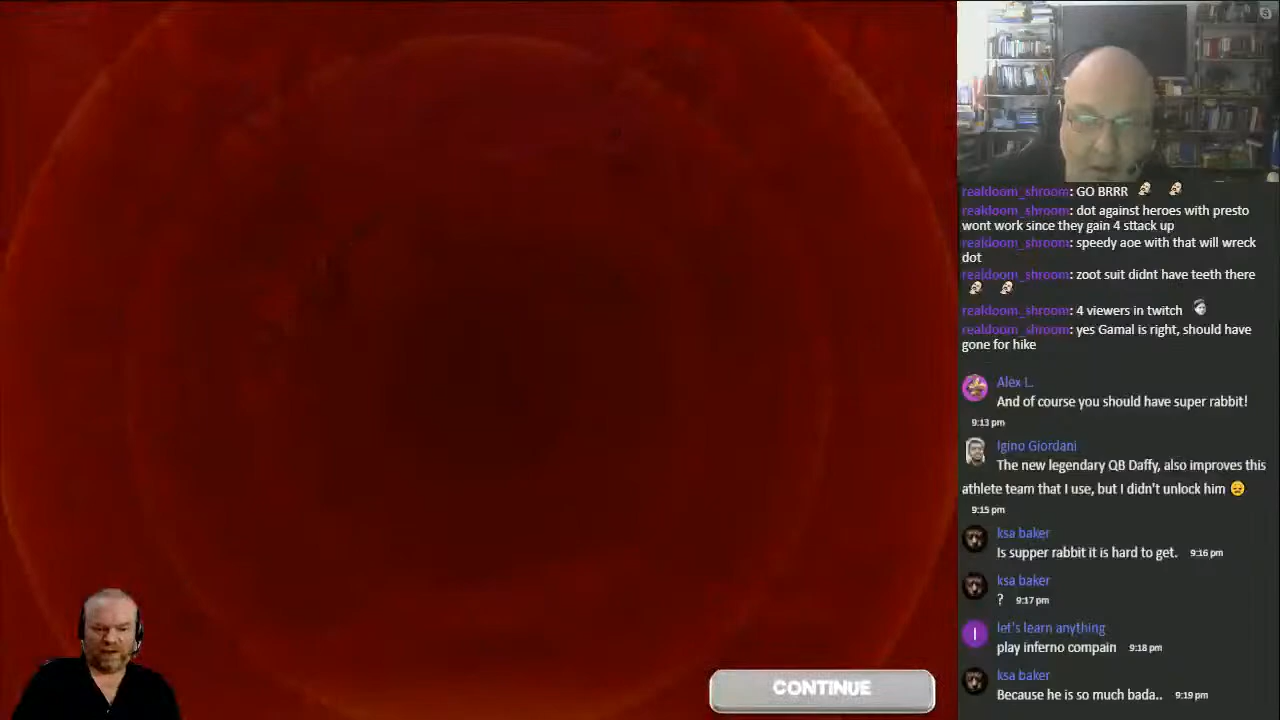 realdoom_shroom: GO BRRR
realdoom_shroom: dot against heroes with presto
wont work since they gain 4 sttack up
realdoom_shroom: speedy aoe with that will wreck
dot
realdoom_shroom: zoot suit didnt have teeth there
realdoom_shroom: 4 viewers in twitch
realdoom_shroom: yes Gamal is right, should have
gone for hike
Alex L.
And of course you should have super rabbit!
9:13 pm
Igino Giordani
The new legendary QB Daffy, also improves this
athlete team that I use, but I didn't unlock him
9:15 pm
ksa baker
Is supper rabbit it is hard to get. 9:16 pm
ksa baker
? 9:17 pm
I let's learn anything
play inferno compain 9:18 pm
ksa baker
Because he is so much bada.. 9:19 pm
CONTINUE